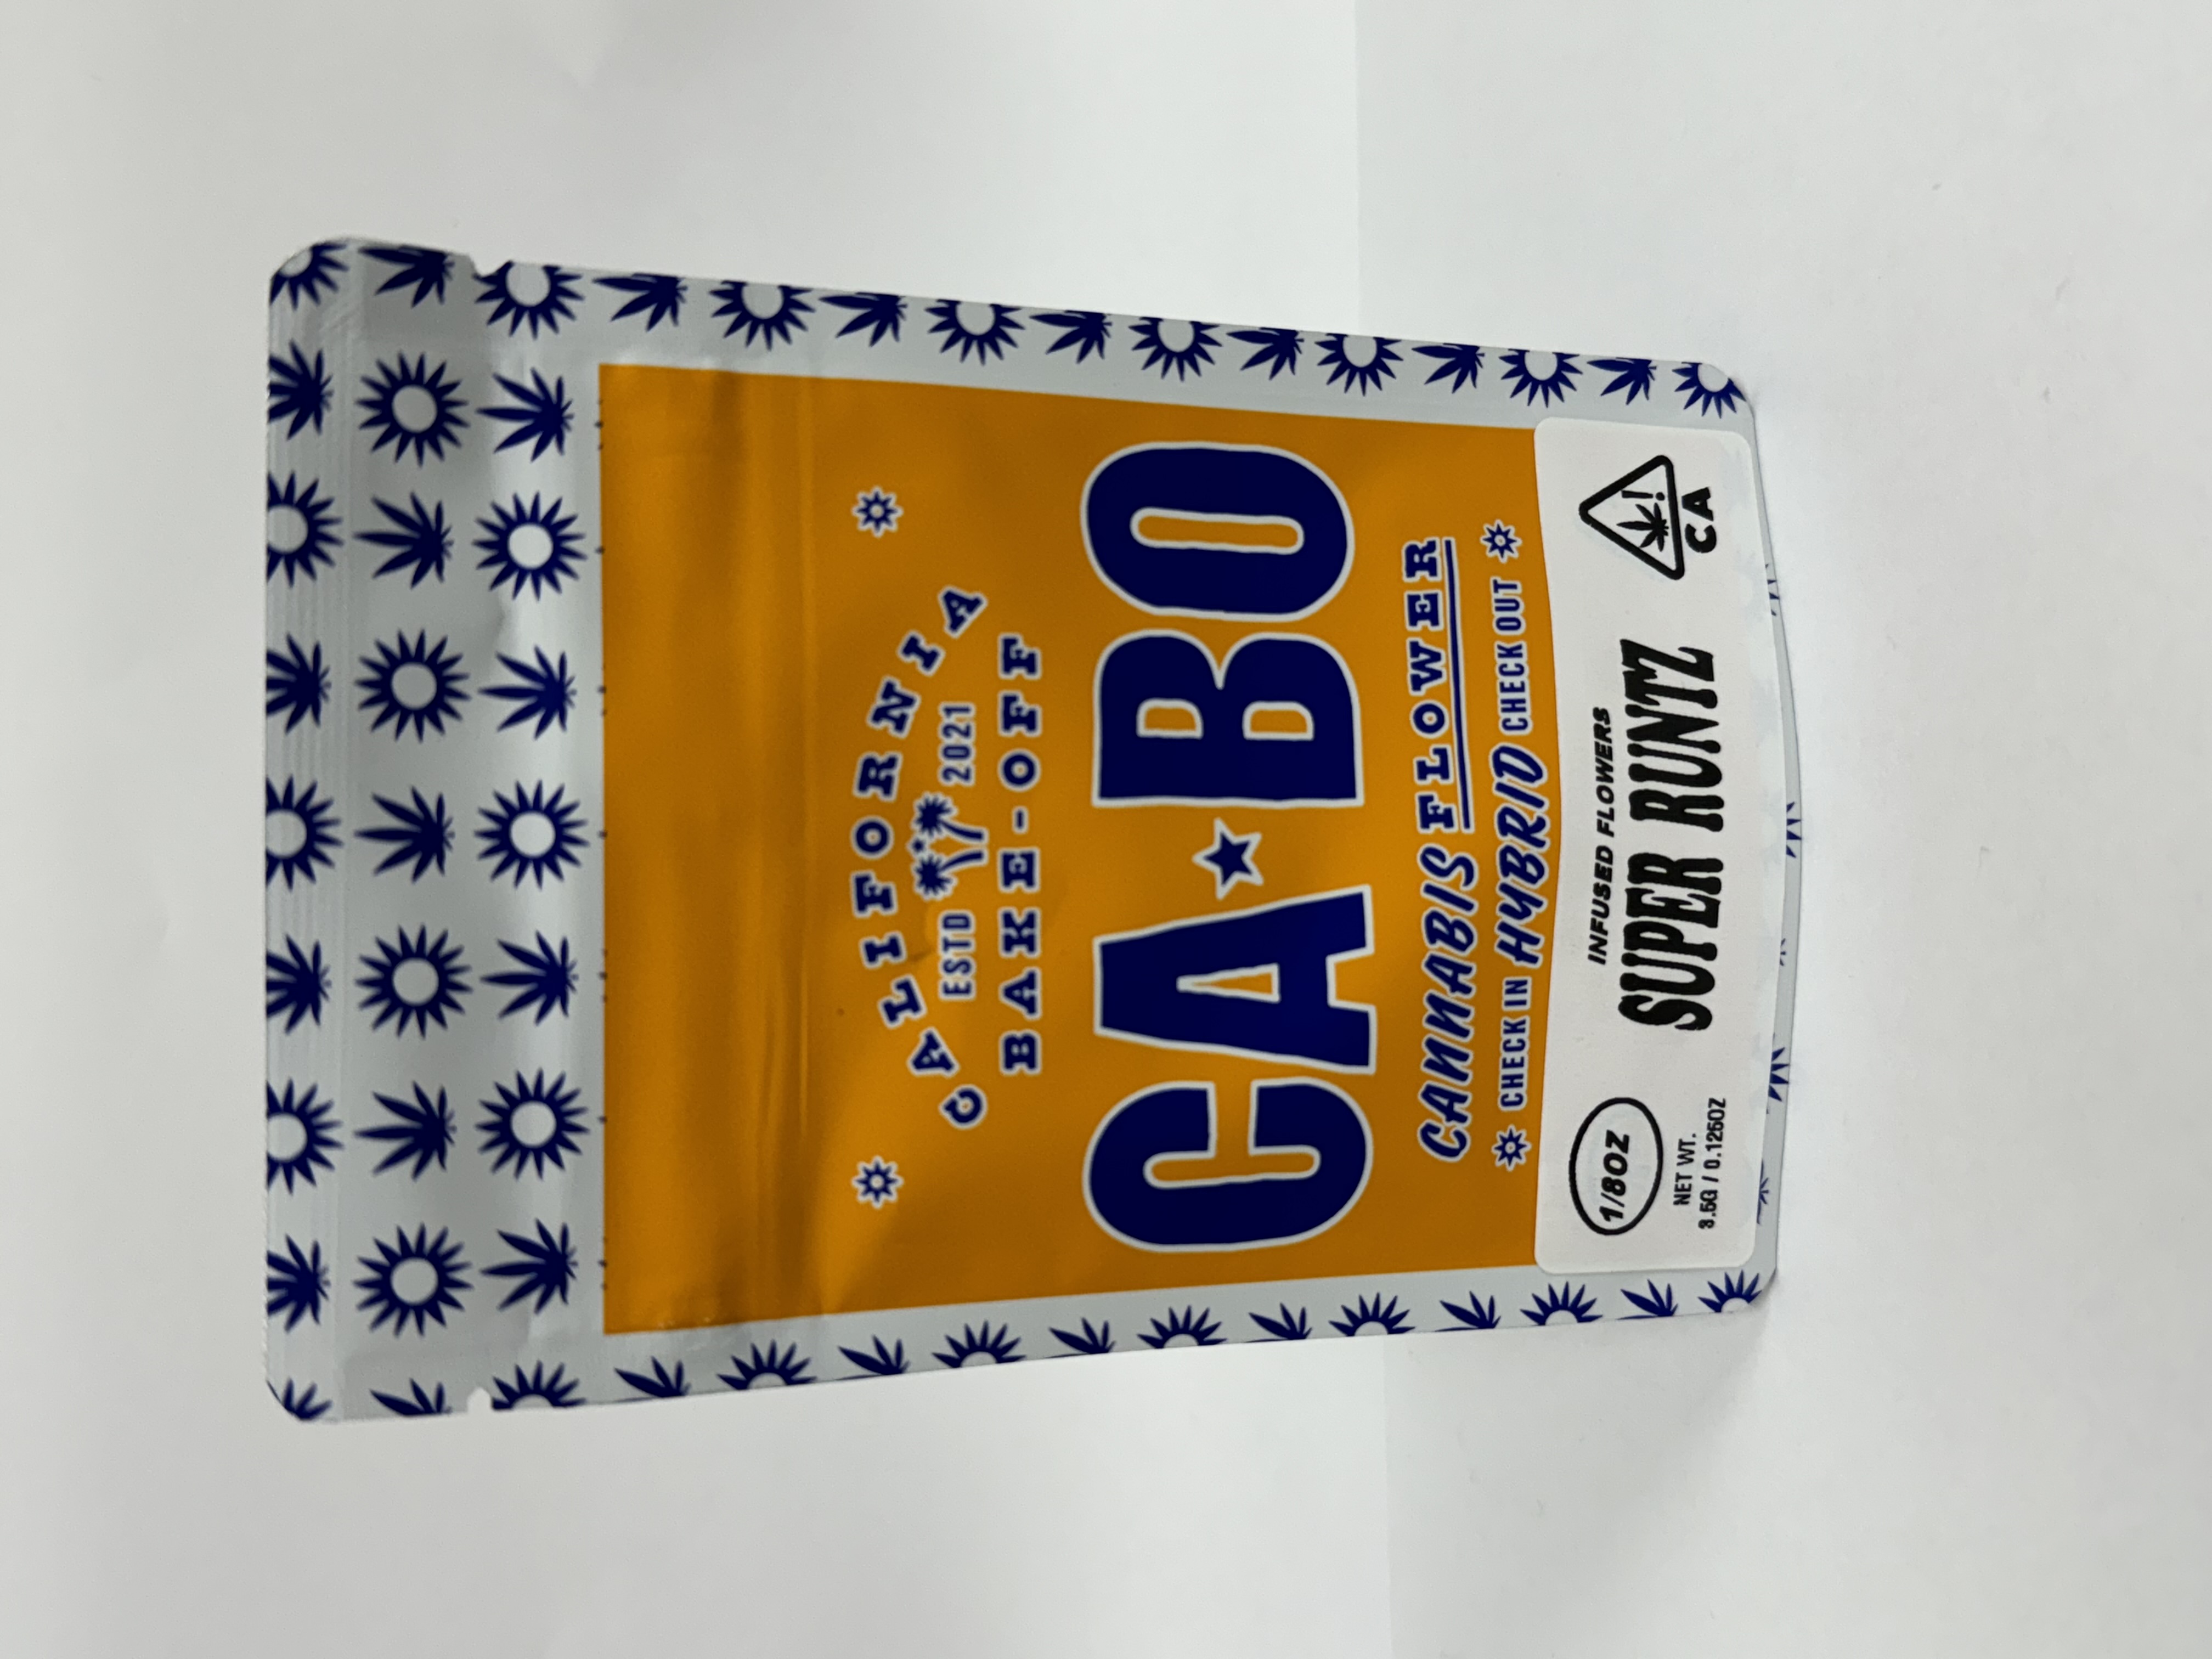 CALIFORNIA
ESTD 2021
BAKE-OFF
CA★BO
CANNABIS FLOWER
CHECK IN HYBRID CHECK OUT
1/8OZ
NET WT.
3.5G / 0.125OZ
INFUSED FLOWERS
SUPER RUNTZ
CA